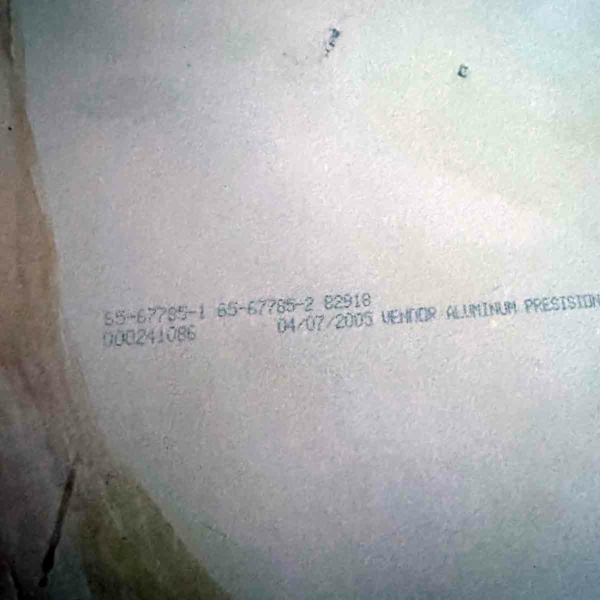 65-67785-1 65-67785-2 82918
000241086 04/07/2005 VENDOR ALUMINUM PRESISION